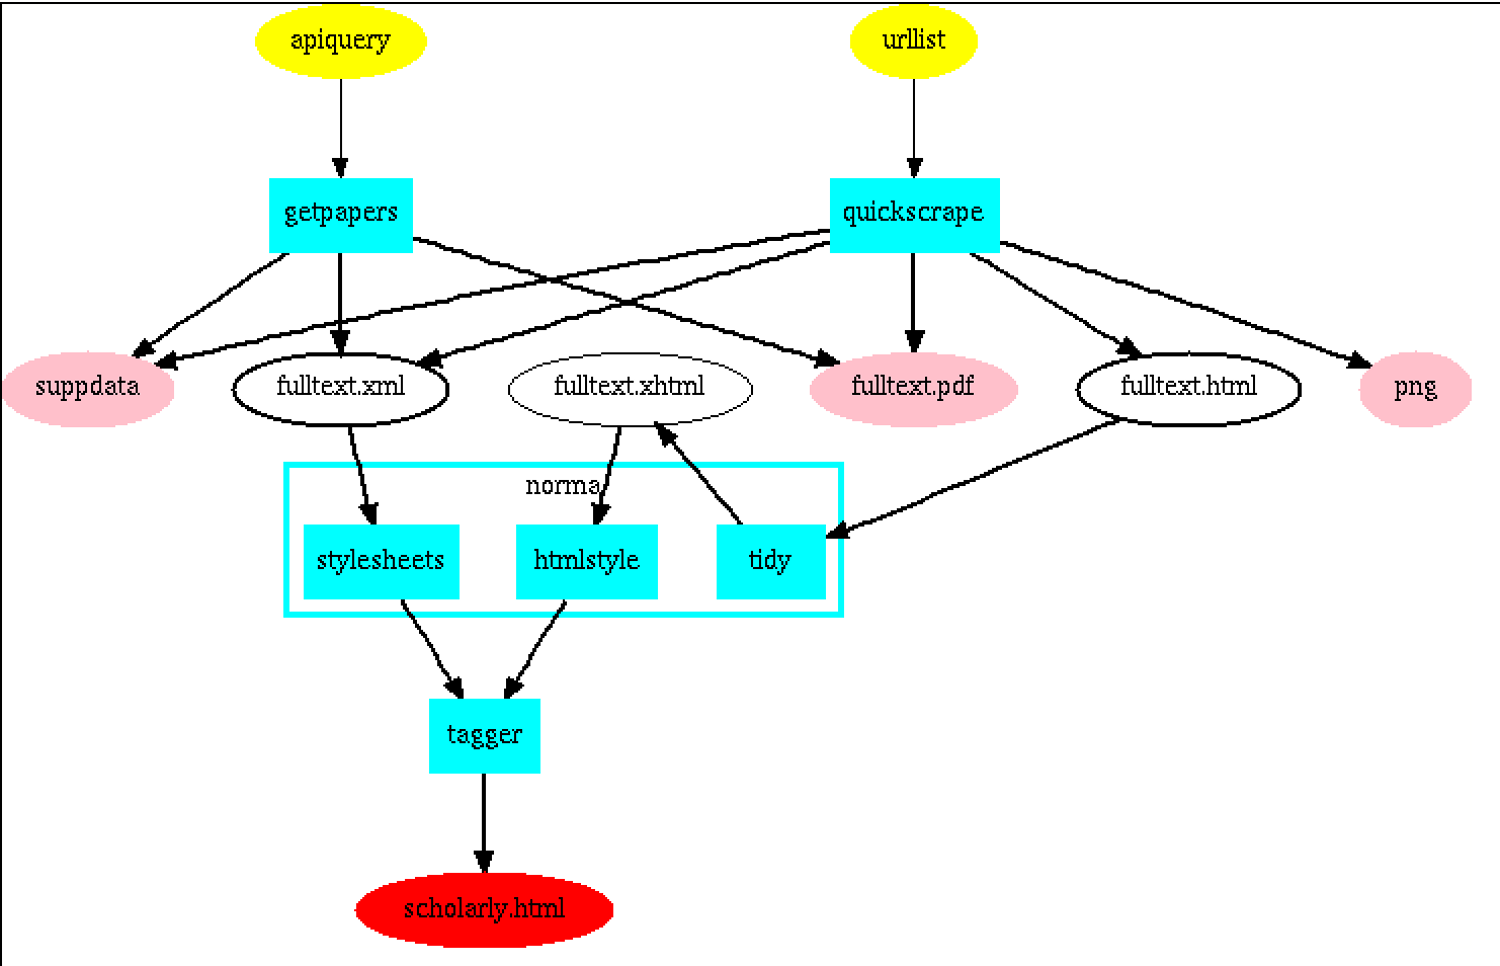 apiquery
urllist
getpapers
quickscrape
suppdata
fulltext.xml
fulltext.xhtml
fulltext.pdf
fulltext.html
png
norma
stylesheets
htmlstyle
tidy
tagger
scholarly.html